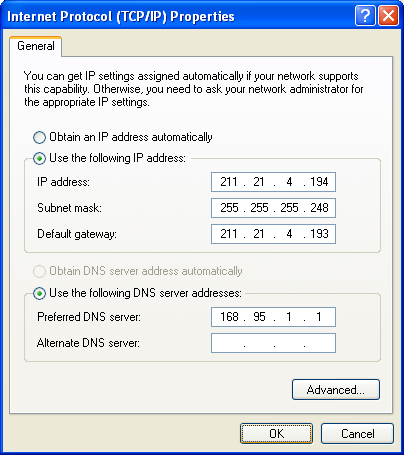 Internet Protocol (TCP/IP) Properties
General
You can get IP settings assigned automatically if your network supports
this capability. Otherwise, you need to ask your network administrator for
the appropriate IP settings.
Obtain an IP address automatically
Use the following IP address:
IP address: 211 . 21 . 4 . 194
Subnet mask: 255 . 255 . 255 . 248
Default gateway: 211 . 21 . 4 . 193
Obtain DNS server address automatically
Use the following DNS server addresses:
Preferred DNS server: 168 . 95 . 1 . 1
Alternate DNS server: . . .
Advanced...
OK Cancel